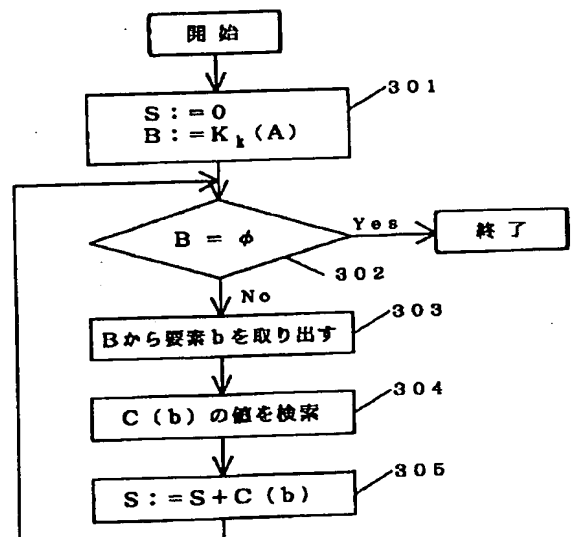 開始
301
S:=0
B:=Kk(A)
B = φ
Yes
終了
302
No
303
Bから要素bを取り出す
304
C(b)の値を検索
305
S:=S+C(b)